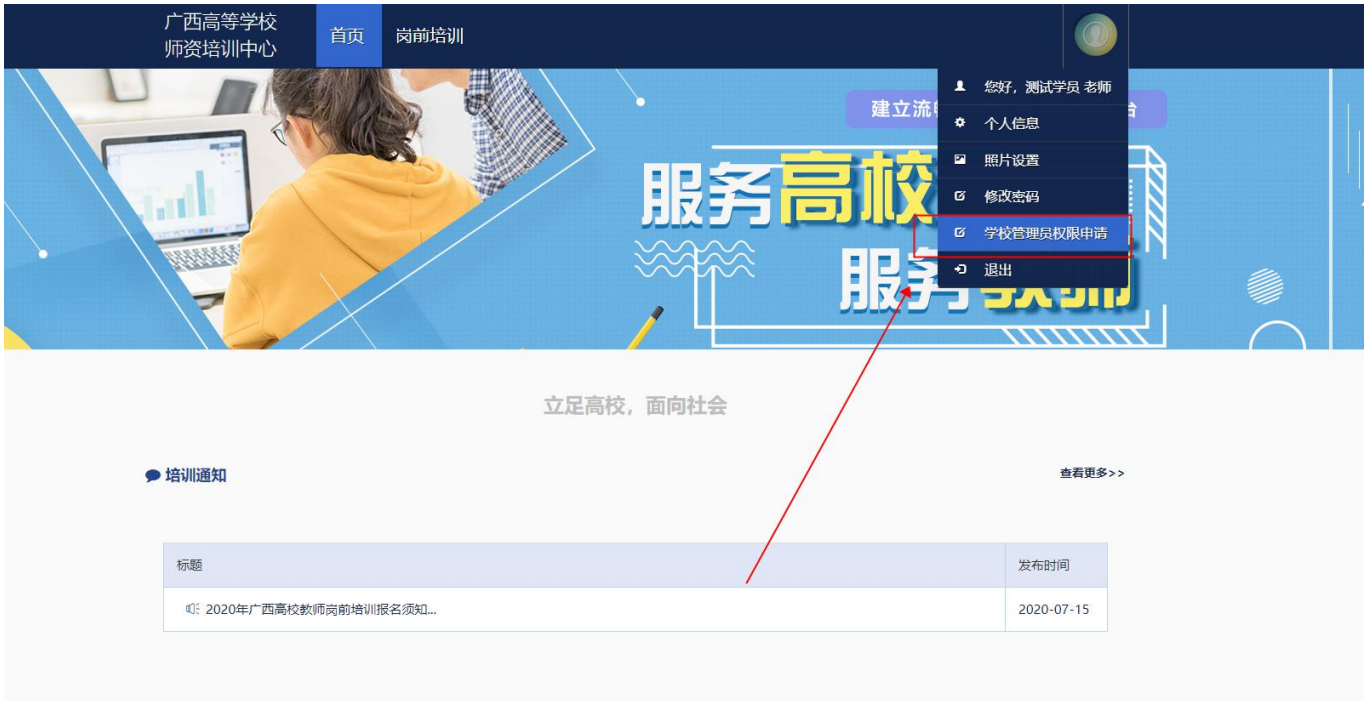 广西高等学校
师资培训中心
首页
岗前培训
您好，测试学员 老师
个人信息
照片设置
修改密码
学校管理员权限申请
退出
建立流
台
服务高校
服务教师
立足高校，面向社会
培训通知
查看更多>>
标题
发布时间
2020年广西高校教师岗前培训报名须知...
2020-07-15